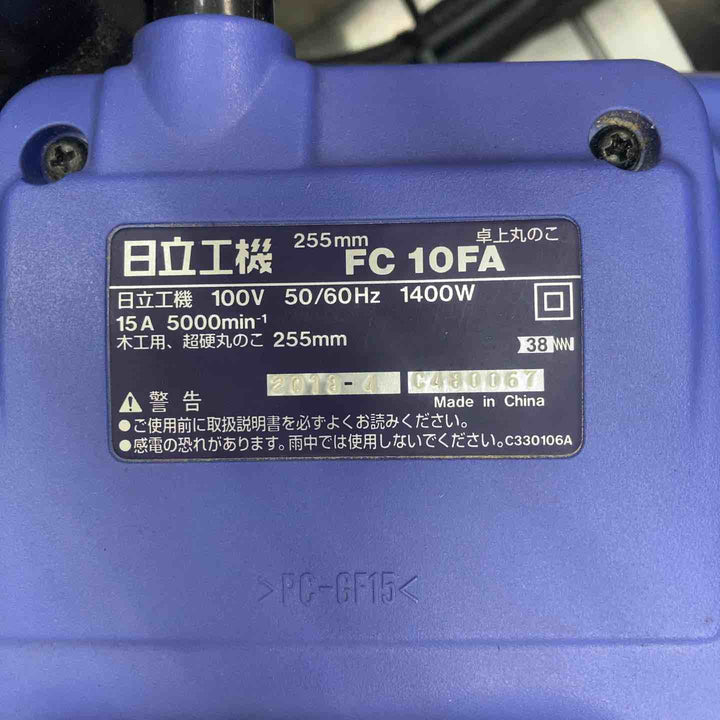 255mm 卓上丸のこ
日立工機 FC 10FA
日立工機 100V 50/60Hz 1400W
15A 5000min⁻¹
木工用、超硬丸のこ 255mm
38
2018-4 C480067
⚠ 警告 Made in China
●ご使用前に取扱説明書を必ずよくお読みください。
●感電の恐れがあります。雨中では使用しないでください。C330106A
>PC-GF15<